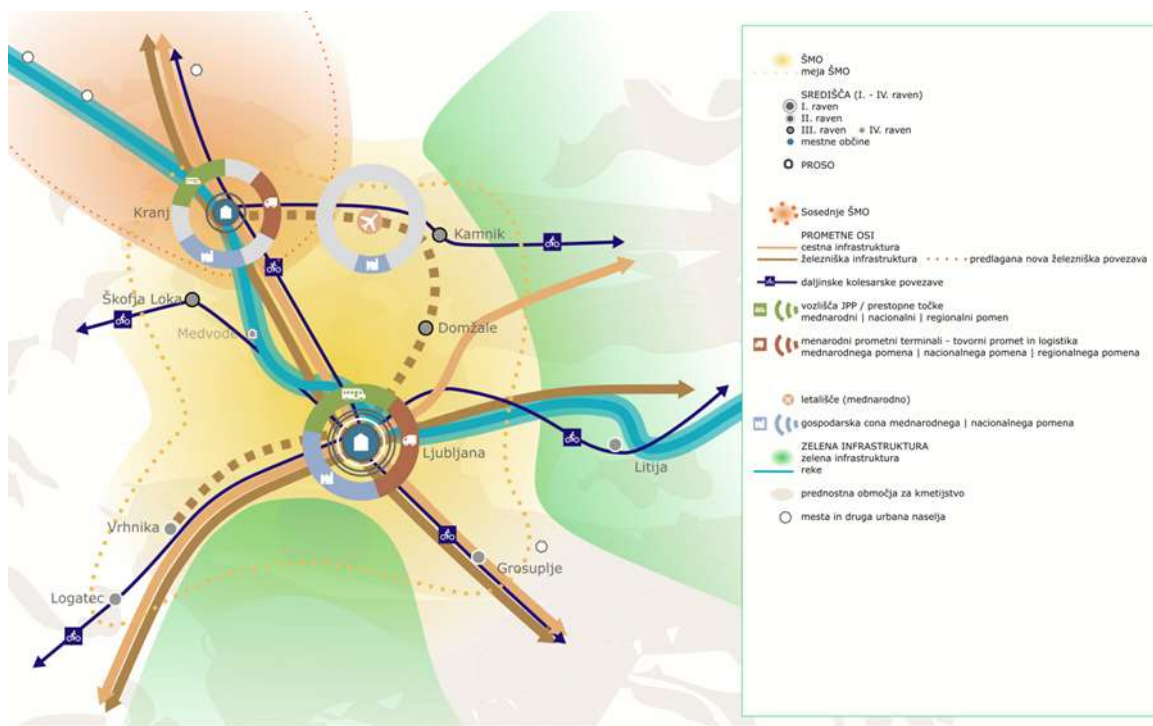 Kranj
Kamnik
Škofja Loka
Medvode
Domžale
Ljubljana
Litija
Vrhnika
Grosuplje
Logatec
ŠMO
meja ŠMO
SREDIŠČA (I. - IV. raven)
I. raven
II. raven
III. raven IV. raven
mestne občine
PROSO
Sosednje ŠMO
PROMETNE OSI
cestna infrastruktura
železniška infrastruktura predlagana nova železniška povezava
daljinske kolesarske povezave
vozlišča JPP / prestopne točke
mednarodni | nacionalni | regionalni pomen
menarodni prometni terminali - tovorni promet in logistika
mednarodnega pomena | nacionalnega pomena | regionalnega pomena
letališče (mednarodno)
gospodarska cona mednarodnega | nacionalnega pomena
ZELENA INFRASTRUKTURA
zelena infrastruktura
reke
prednostna območja za kmetijstvo
mesta in druga urbana naselja